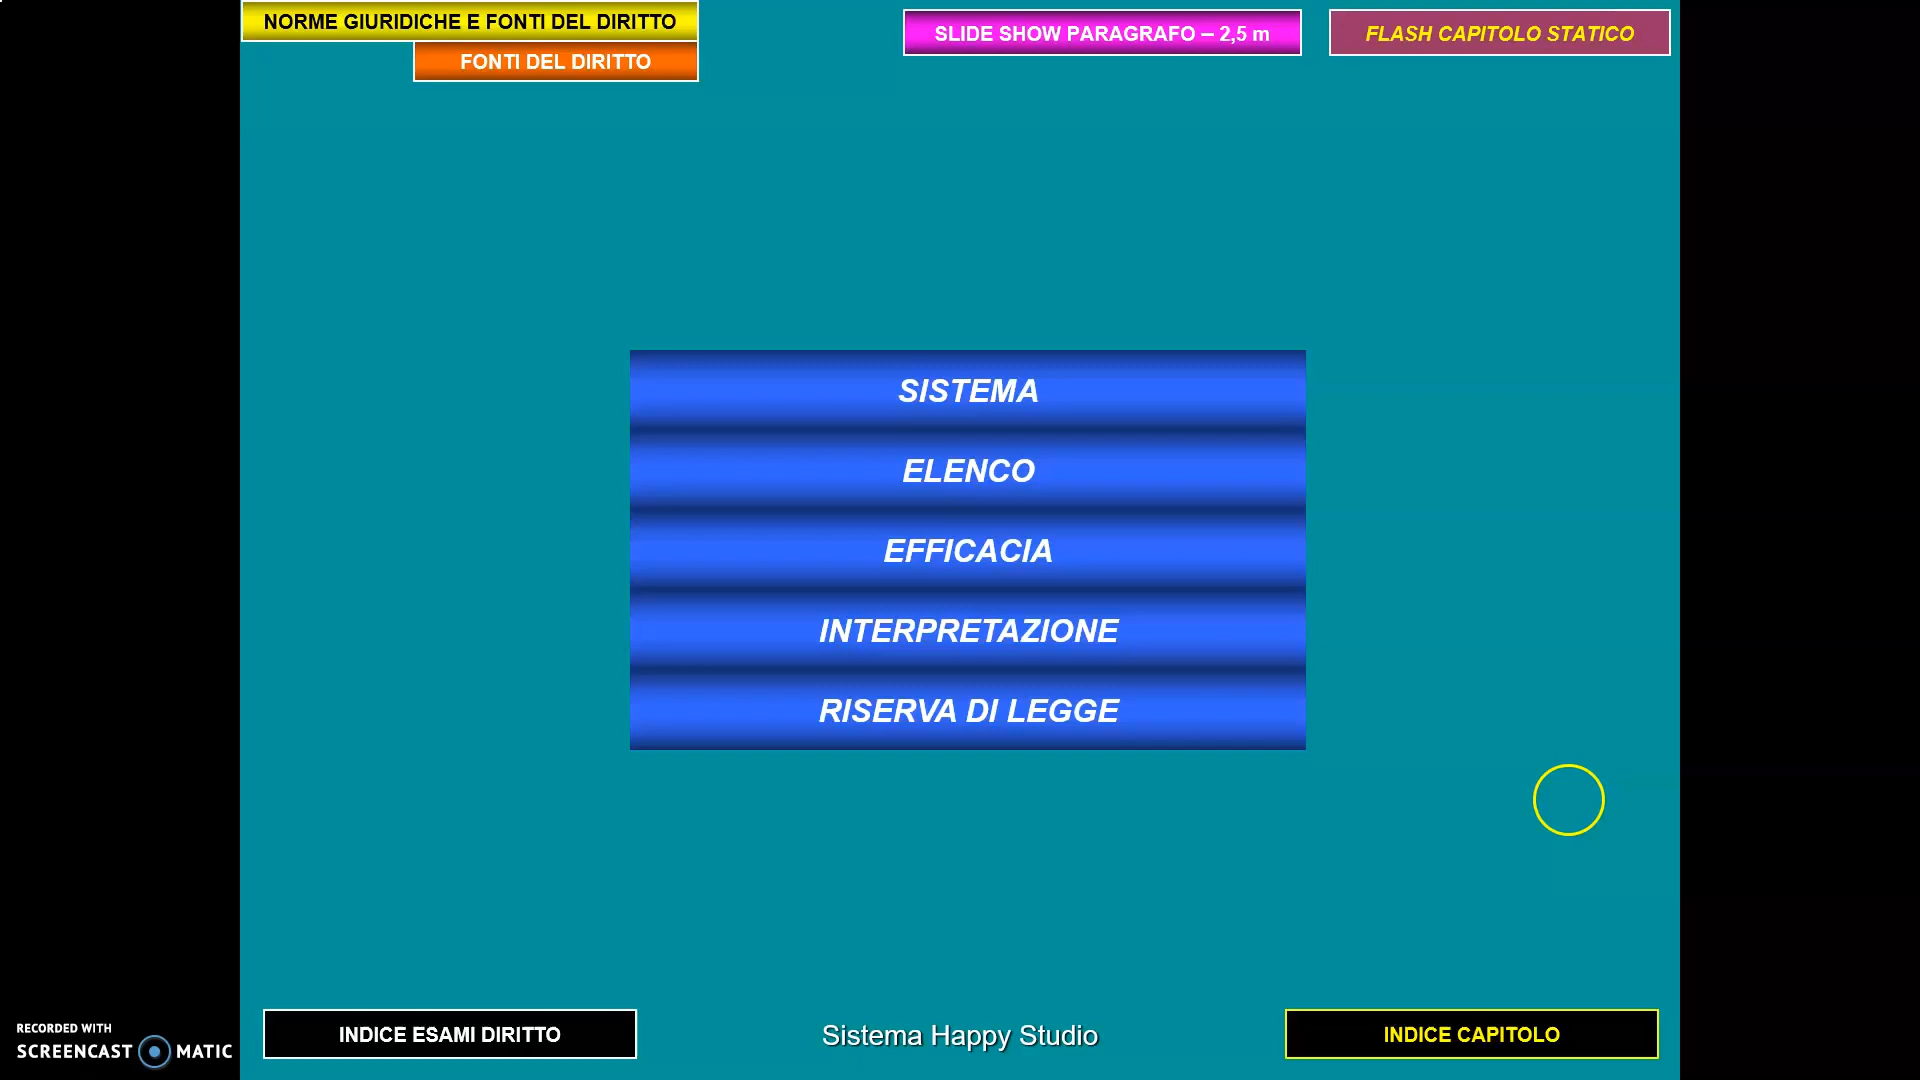 NORME GIURIDICHE E FONTI DEL DIRITTO
FONTI DEL DIRITTO
SLIDE SHOW PARAGRAFO – 2,5 m
FLASH CAPITOLO STATICO
SISTEMA
ELENCO
EFFICACIA
INTERPRETAZIONE
RISERVA DI LEGGE
INDICE ESAMI DIRITTO
Sistema Happy Studio
INDICE CAPITOLO
RECORDED WITH
SCREENCAST MATIC